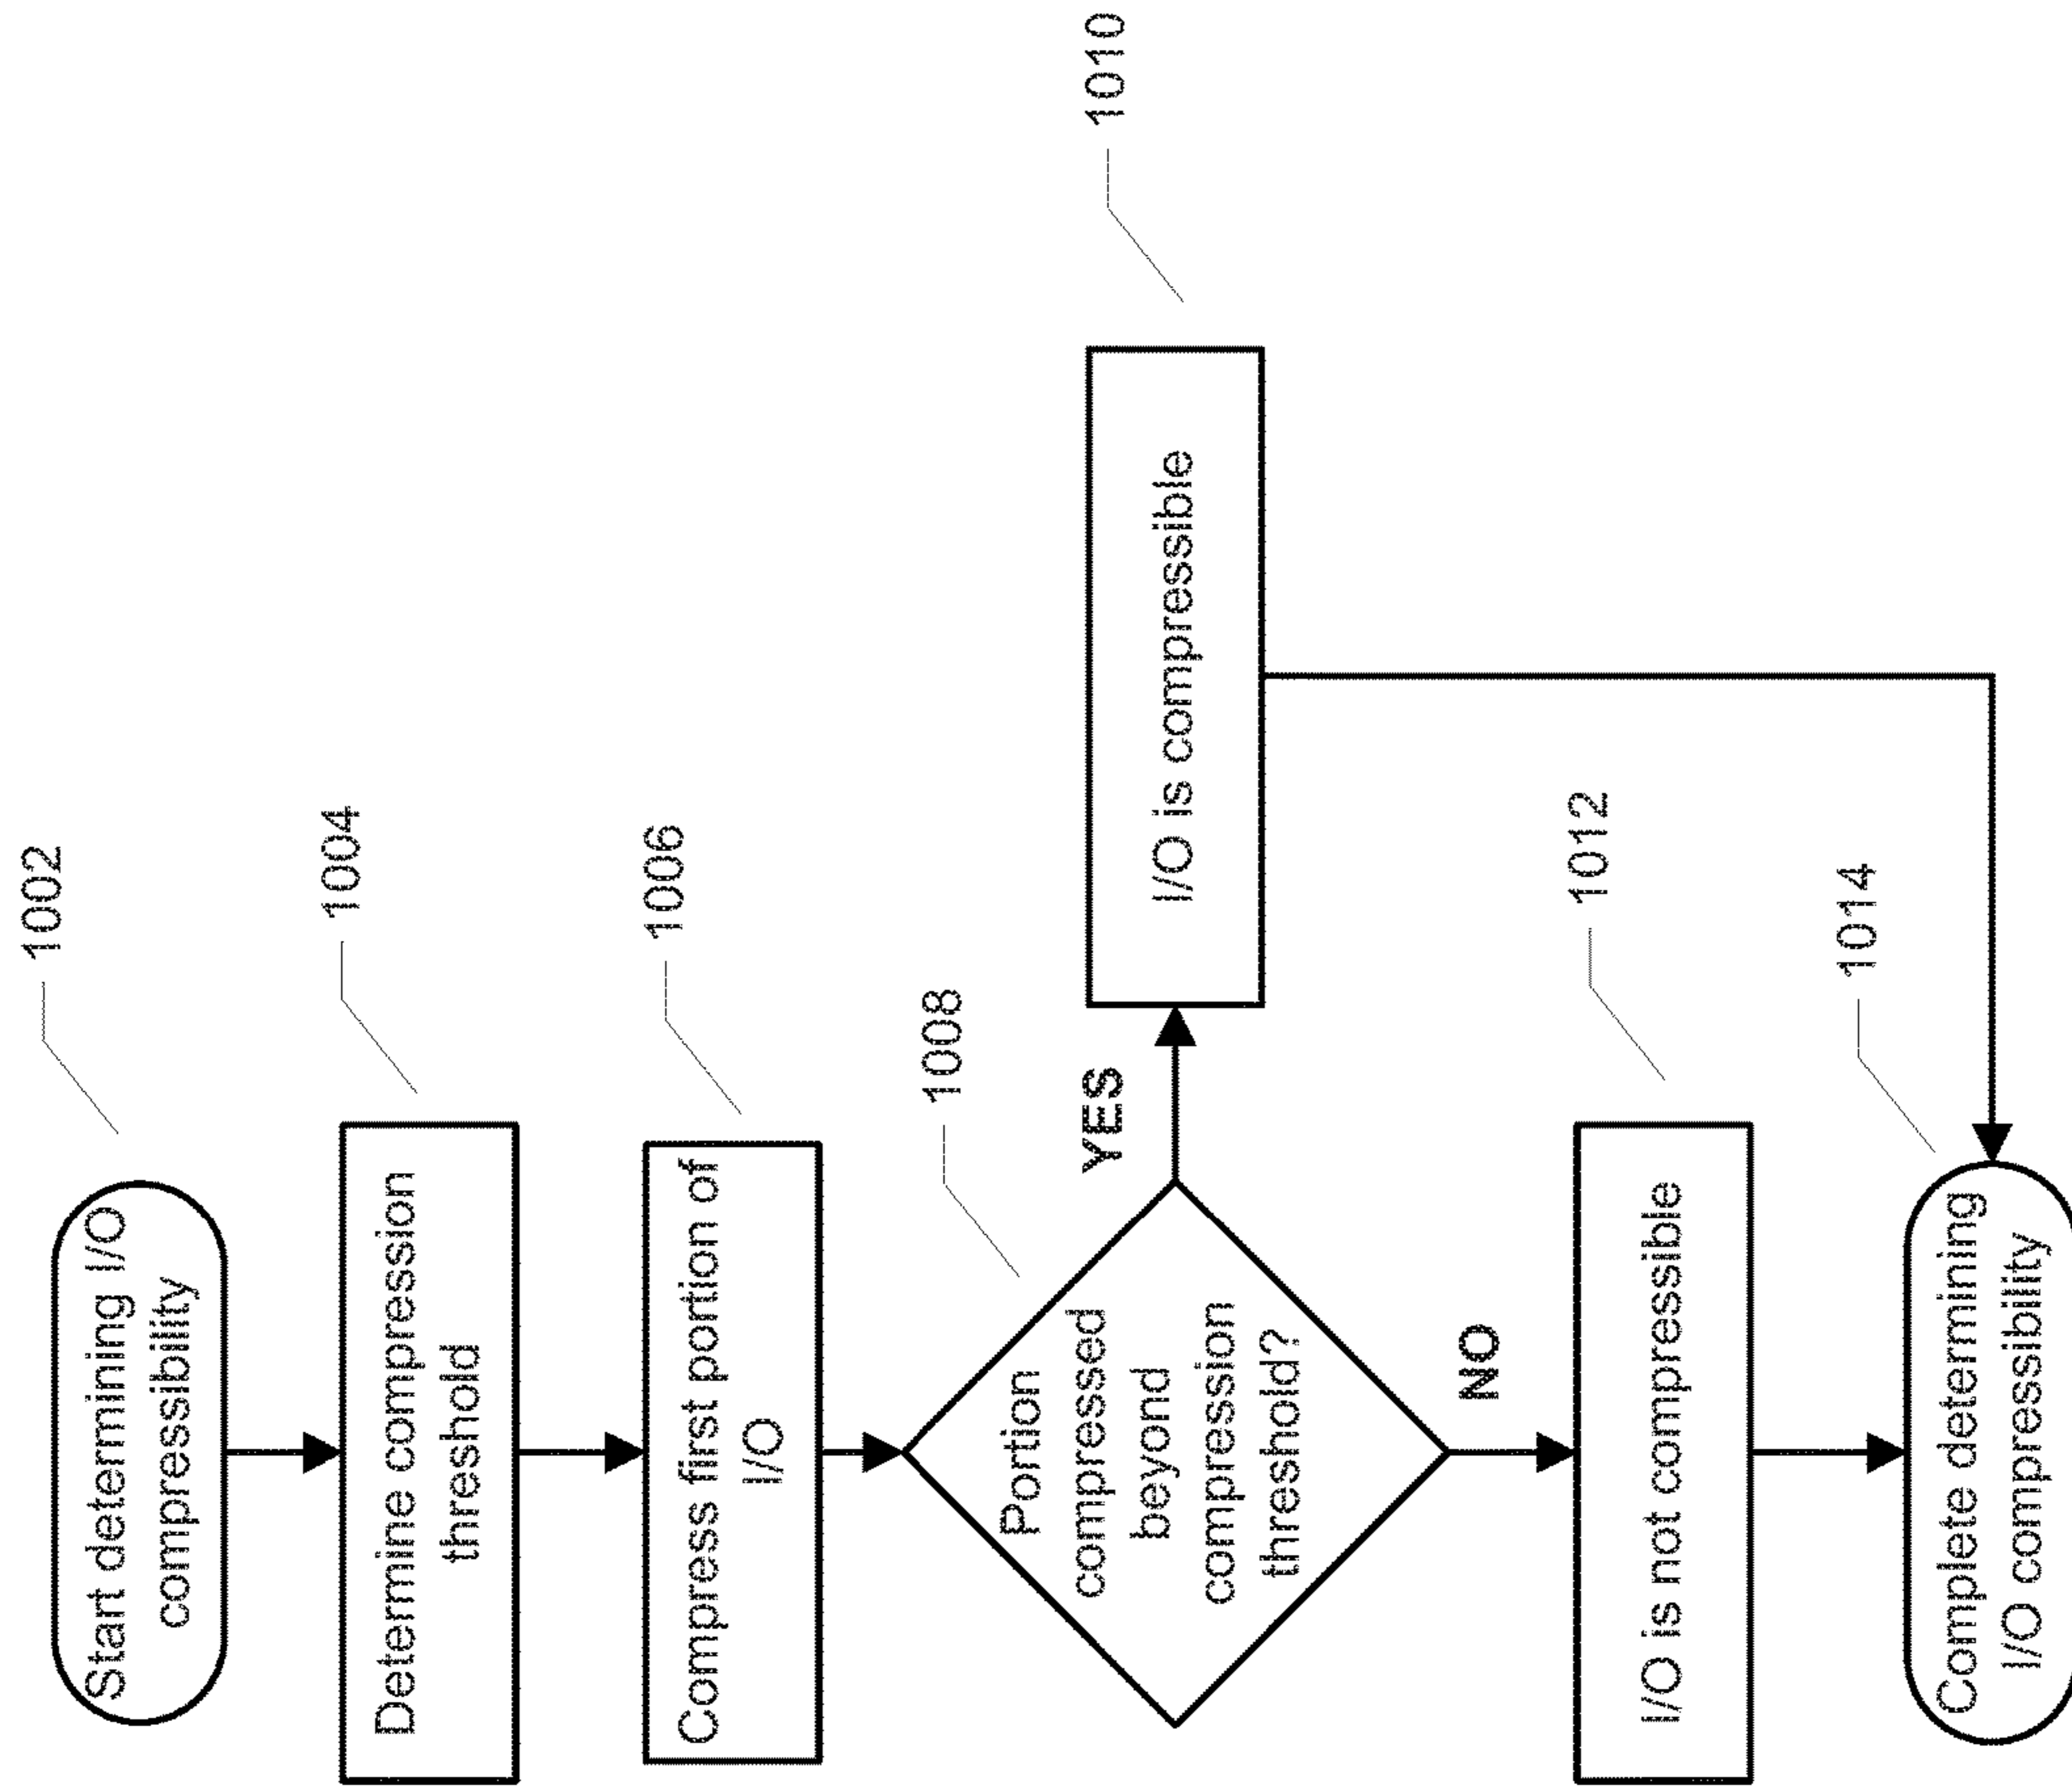 1002
Start determining I/O
compressibility
1004
Determine compression
threshold
1006
Compress first portion of
I/O
1008
Portion
compressed
beyond
compression
threshold?
YES
1010
I/O is compressible
NO
1012
I/O is not compressible
1014
Complete determining
I/O compressibility